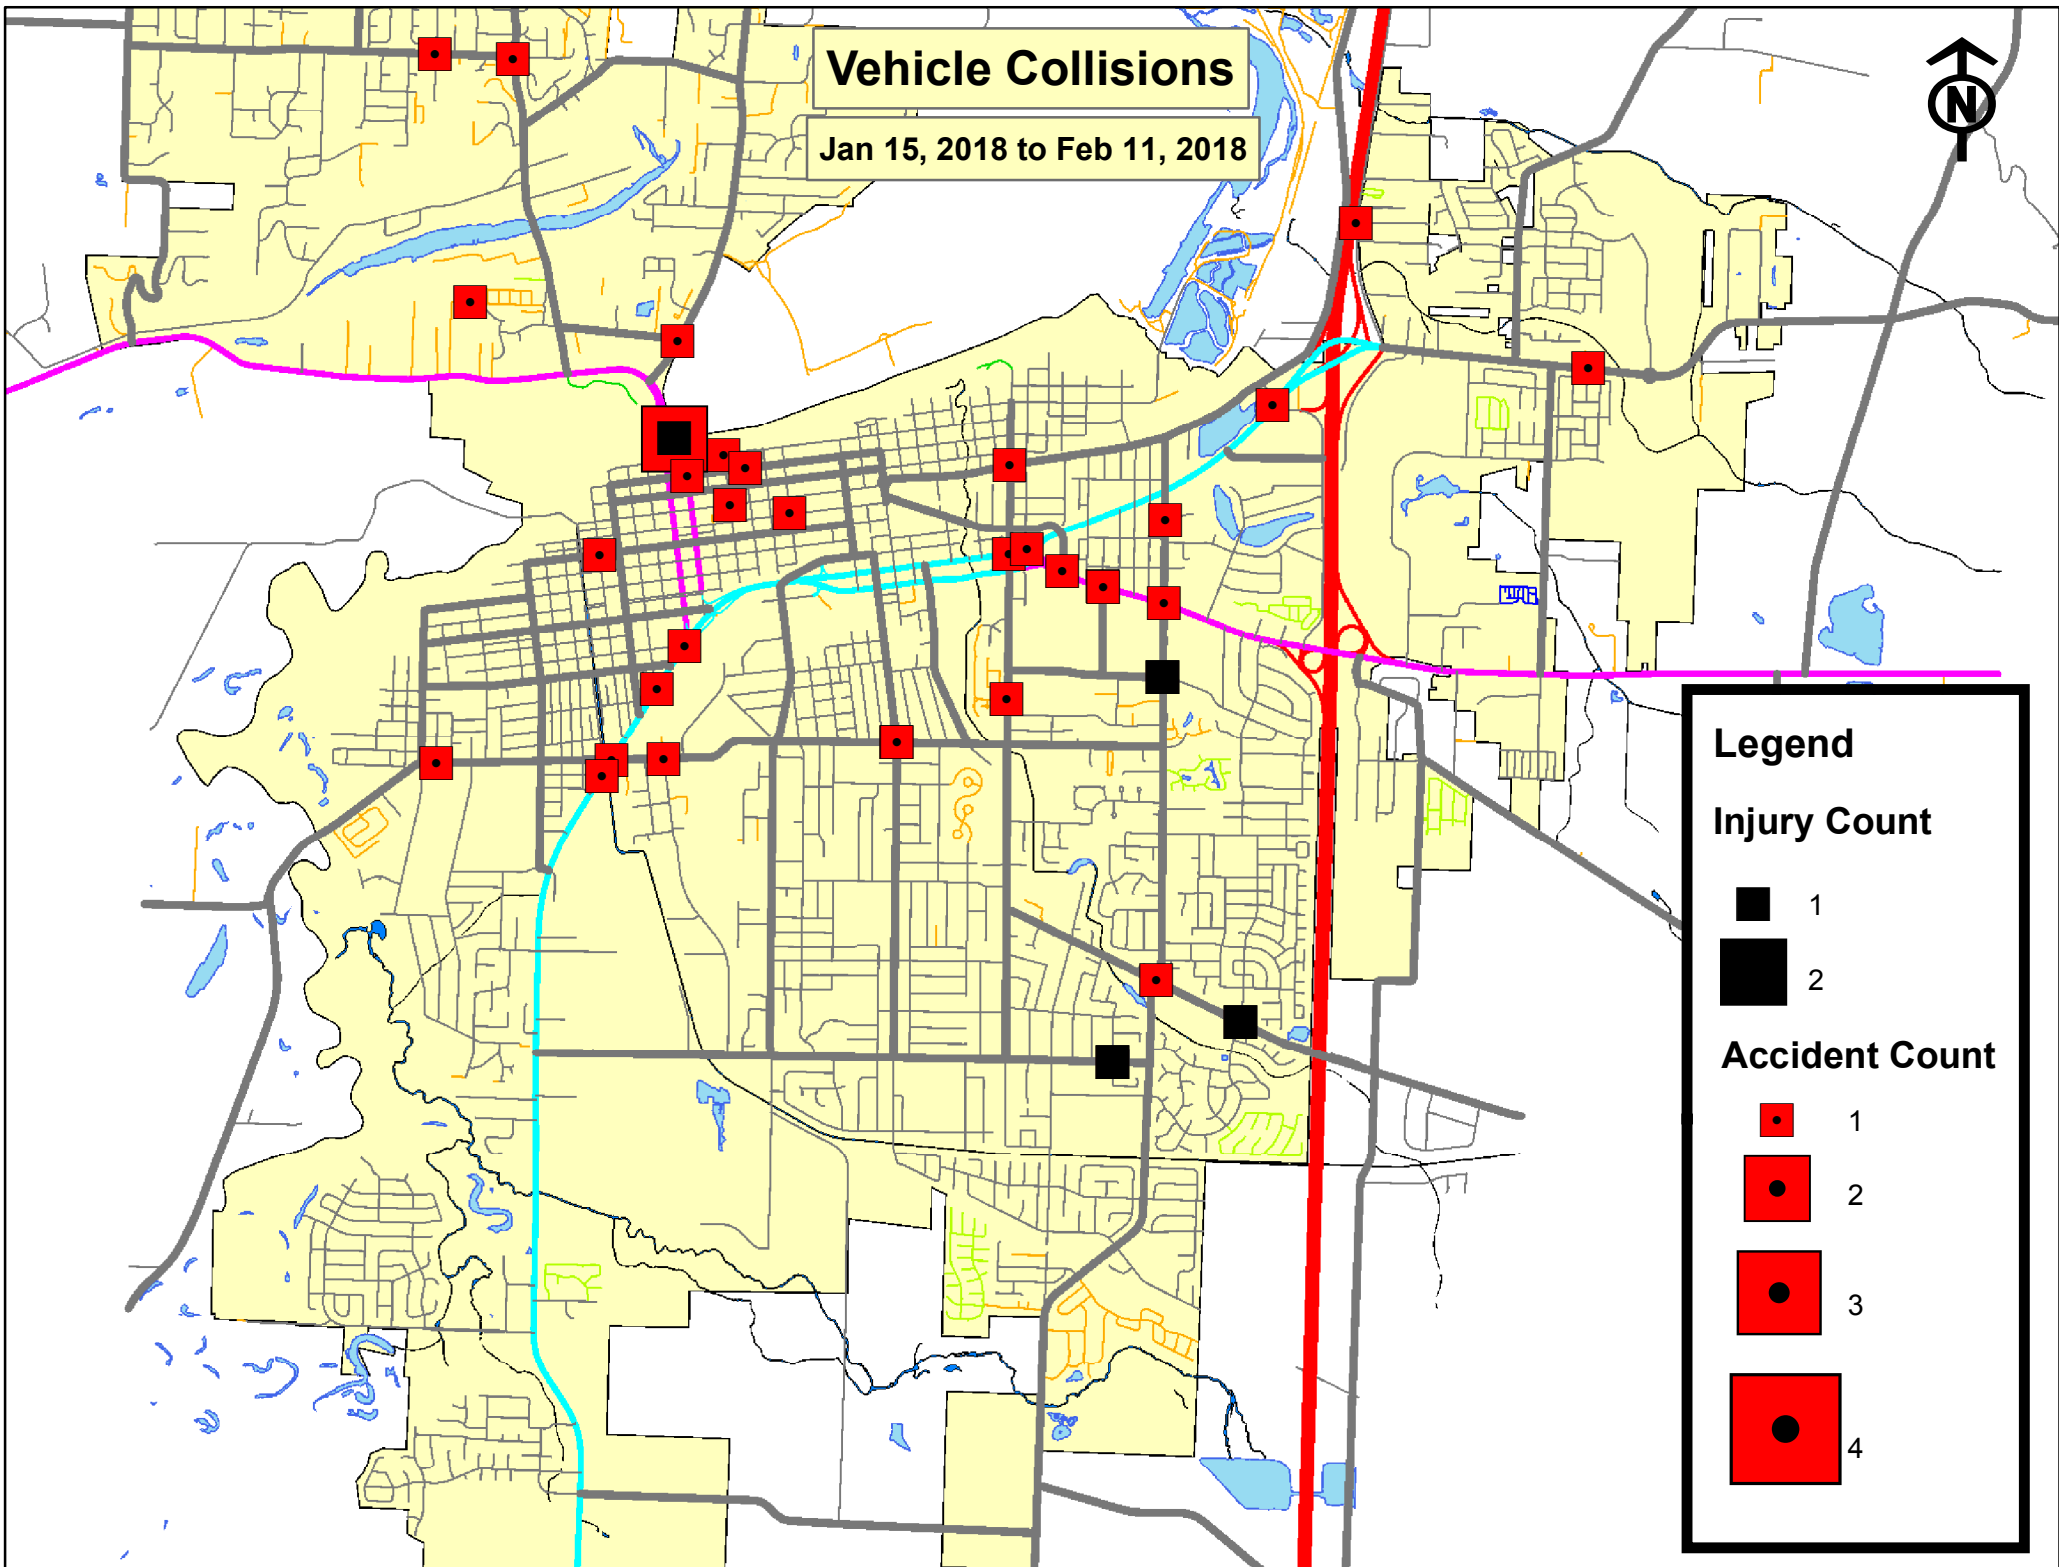 Vehicle Collisions
Jan 15, 2018 to Feb 11, 2018
N
Legend
Injury Count
1
2
Accident Count
1
2
3
4